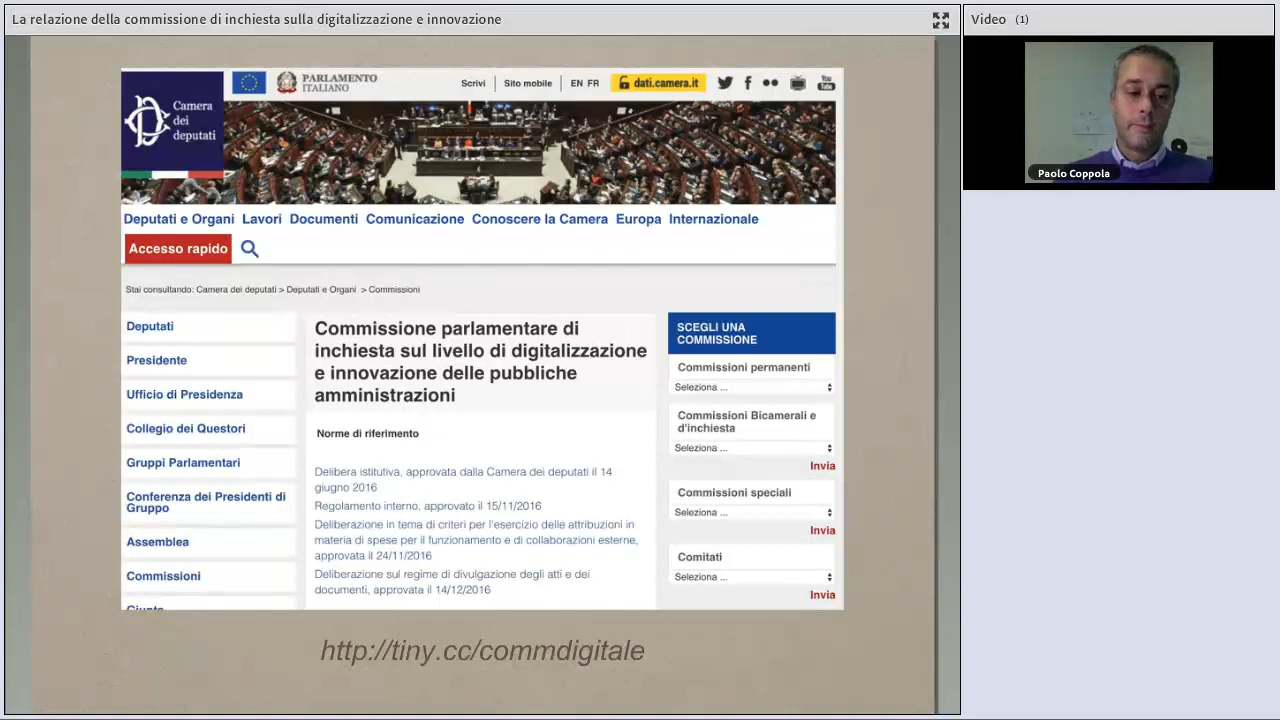 La relazione della commissione di inchiesta sulla digitalizzazione e innovazione
Video (1)
Paolo Coppola
Camera
dei
deputati
PARLAMENTO
ITALIANO
Scrivi
Sito mobile
EN FR
dati.camera.it
You
Tube
Deputati e Organi Lavori Documenti Comunicazione Conoscere la Camera Europa Internazionale
Accesso rapido
Stai consultando: Camera dei deputati > Deputati e Organi > Commissioni
Deputati
Presidente
Ufficio di Presidenza
Collegio dei Questori
Gruppi Parlamentari
Conferenza dei Presidenti di
Gruppo
Assemblea
Commissioni
Giunte
Commissione parlamentare di
inchiesta sul livello di digitalizzazione
e innovazione delle pubbliche
amministrazioni
Norme di riferimento
Delibera istitutiva, approvata dalla Camera dei deputati il 14
giugno 2016
Regolamento interno, approvato il 15/11/2016
Deliberazione in tema di criteri per l'esercizio delle attribuzioni in
materia di spese per il funzionamento e di collaborazioni esterne,
approvata il 24/11/2016
Deliberazione sul regime di divulgazione degli atti e dei
documenti, approvata il 14/12/2016
SCEGLI UNA
COMMISSIONE
Commissioni permanenti
Seleziona ...
Commissioni Bicamerali e
d'inchiesta
Seleziona ...
Invia
Commissioni speciali
Seleziona ...
Invia
Comitati
Seleziona ...
Invia
http://tiny.cc/commdigitale